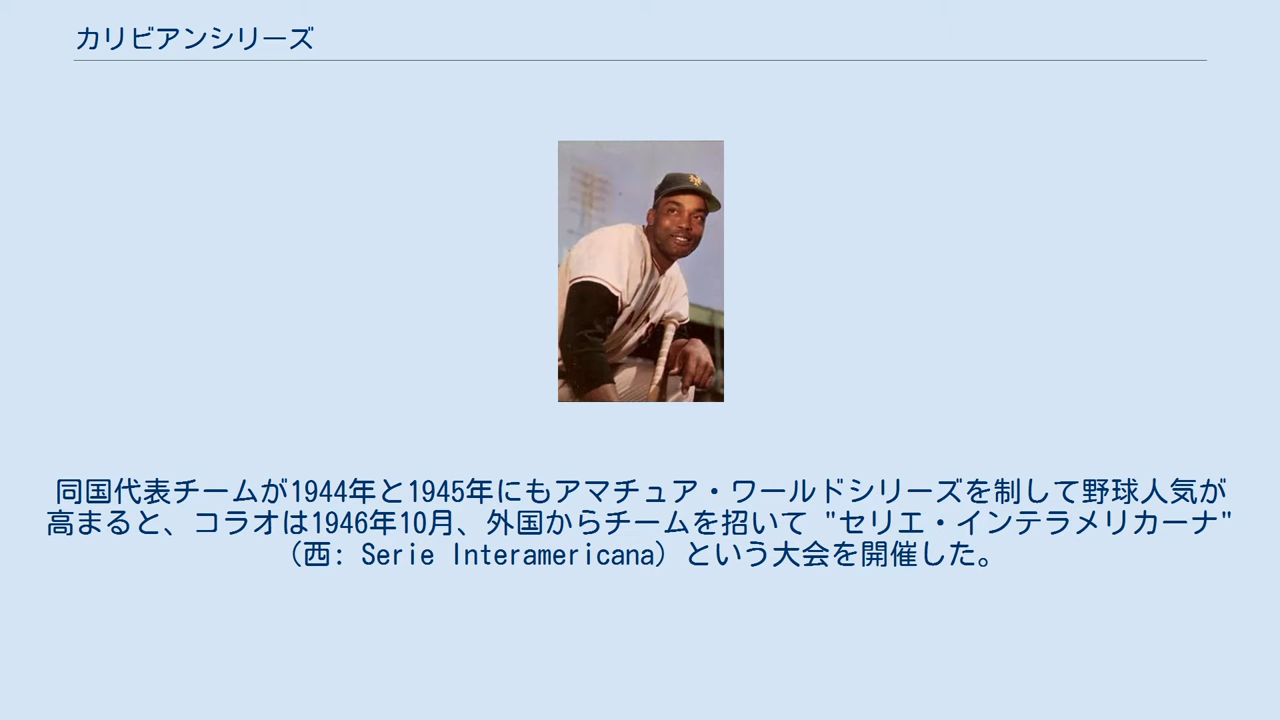 カリビアンシリーズ
同国代表チームが1944年と1945年にもアマチュア・ワールドシリーズを制して野球人気が
高まると、コラオは1946年10月、外国からチームを招いて "セリエ・インテラメリカーナ"
（西: Serie Interamericana）という大会を開催した。